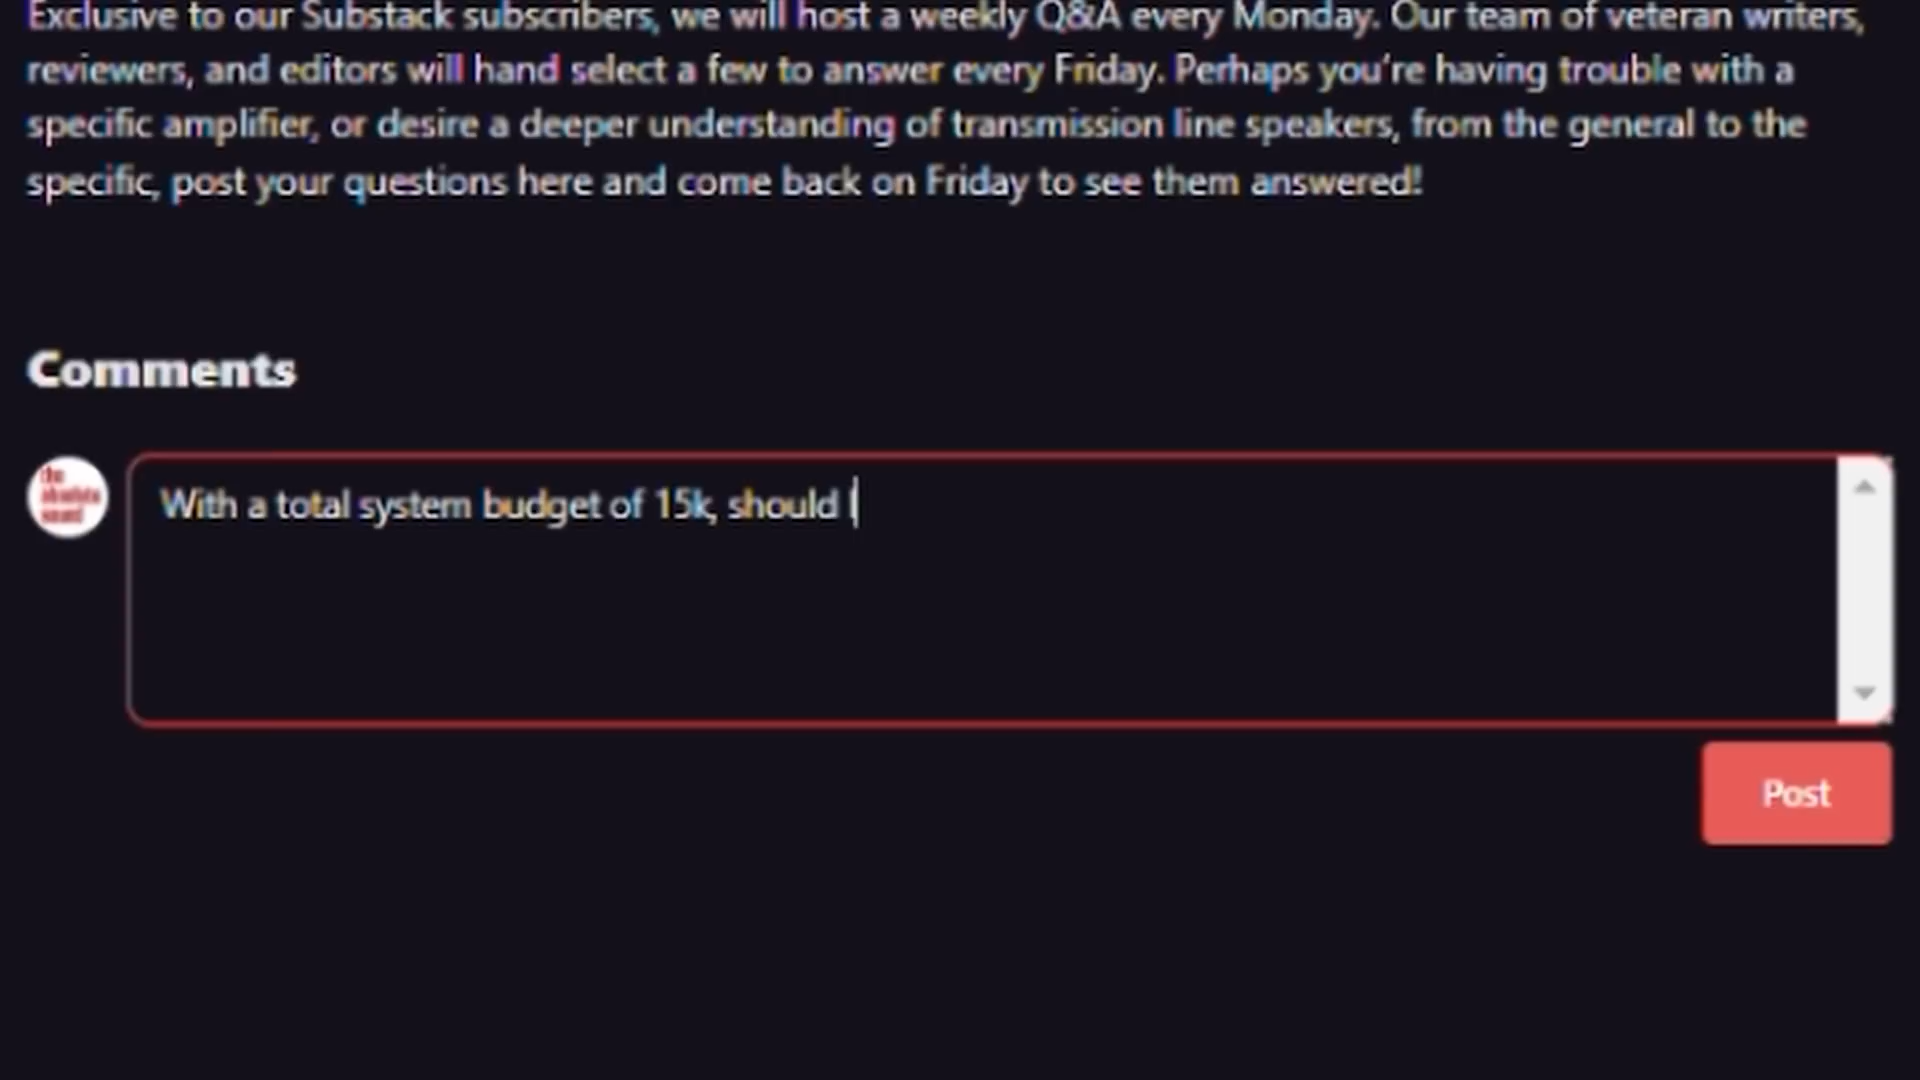 Exclusive to our Substack subscribers, we will host a weekly Q&A every Monday. Our team of veteran writers,
reviewers, and editors will hand select a few to answer every Friday. Perhaps you're having trouble with a
specific amplifier, or desire a deeper understanding of transmission line speakers, from the general to the
specific, post your questions here and come back on Friday to see them answered!
Comments
the
absolute
sound
With a total system budget of 15k, should I
Post